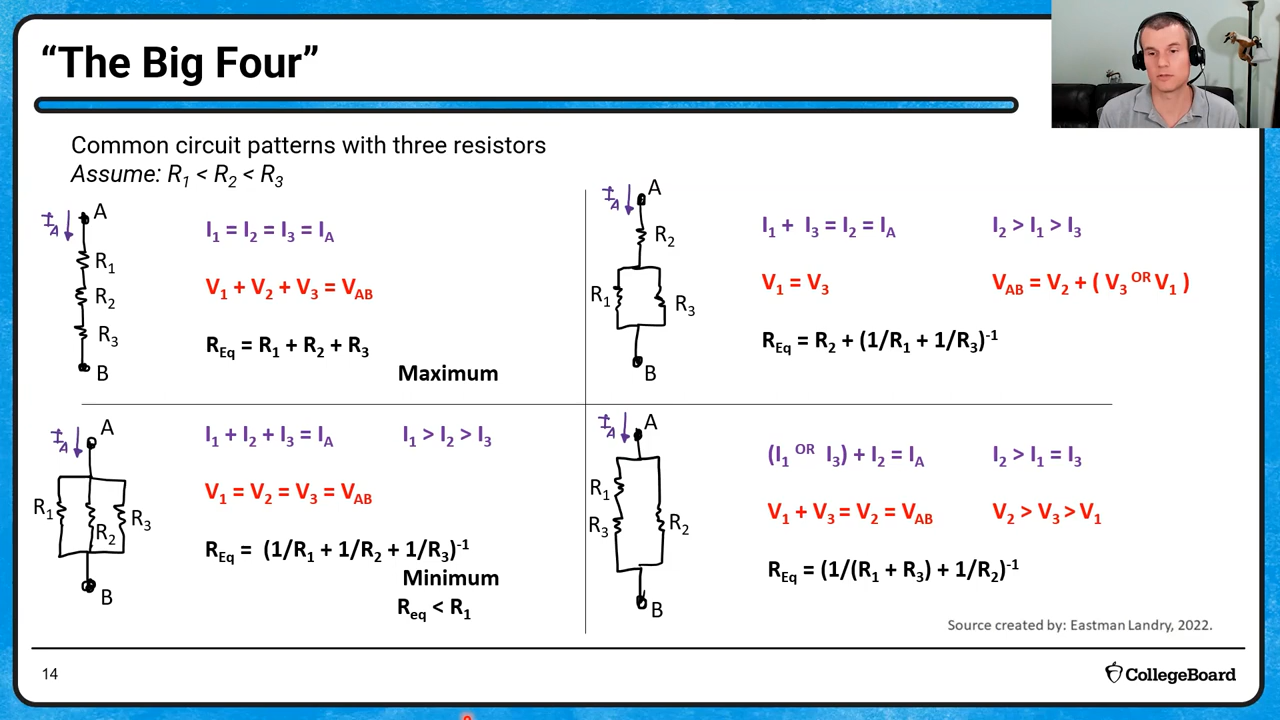 “The Big Four”
Common circuit patterns with three resistors
Assume: R₁ < R₂ < R₃
I_A
A
R₁
R₂
R₃
B
I₁ = I₂ = I₃ = I_A
V₁ + V₂ + V₃ = V_AB
R_Eq = R₁ + R₂ + R₃
Maximum
I_A
A
R₂
R₁
R₃
B
I₁ + I₃ = I₂ = I_A
I₂ > I₁ > I₃
V₁ = V₃
V_AB = V₂ + ( V₃ OR V₁ )
R_Eq = R₂ + (1/R₁ + 1/R₃)⁻¹
I_A
A
R₁
R₂
R₃
B
I₁ + I₂ + I₃ = I_A
I₁ > I₂ > I₃
V₁ = V₂ = V₃ = V_AB
R_Eq = (1/R₁ + 1/R₂ + 1/R₃)⁻¹
Minimum
R_eq < R₁
I_A
A
R₁
R₃
R₂
B
(I₁ OR I₃) + I₂ = I_A
I₂ > I₁ = I₃
V₁ + V₃ = V₂ = V_AB
V₂ > V₃ > V₁
R_Eq = (1/(R₁ + R₃) + 1/R₂)⁻¹
Source created by: Eastman Landry, 2022.
14
CollegeBoard